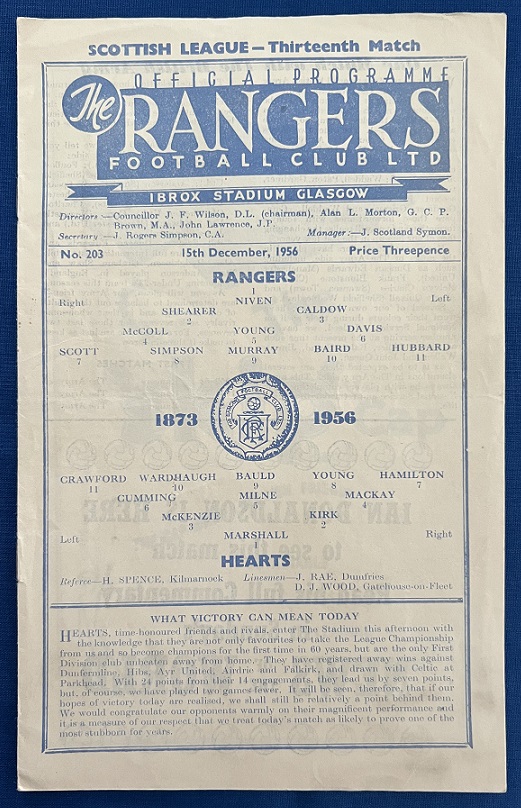 SCOTTISH LEAGUE — Thirteenth Match
OFFICIAL PROGRAMME
The RANGERS
FOOTBALL CLUB LTD
IBROX STADIUM GLASGOW
Directors:—Councillor J. F. Wilson, D.L. (chairman), Alan L. Morton, G. C. P.
Brown, M.A., John Lawrence, J.P.
Secretary:—J. Rogers Simpson, C.A. Manager:—J. Scotland Symon.
No. 203 15th December, 1956 Price Threepence
RANGERS
1
Right NIVEN Left
SHEARER CALDOW
2 3
McCOLL YOUNG DAVIS
4 5 6
SCOTT SIMPSON MURRAY BAIRD HUBBARD
7 8 9 10 11
1873 1956
CRAWFORD WARDHAUGH BAULD YOUNG HAMILTON
11 10 9 8 7
CUMMING MILNE MACKAY
6 5 4
McKENZIE KIRK
3 2
Left MARSHALL Right
1
HEARTS
Referee—H. SPENCE, Kilmarnock Linesmen—J. RAE, Dumfries
D. J. WOOD, Gatehouse-on-Fleet
WHAT VICTORY CAN MEAN TODAY
HEARTS, time-honoured friends and rivals, enter The Stadium this afternoon with
the knowledge that they are not only favourites to take the League Championship
from us and so become champions for the first time in 60 years, but are the only First
Division club unbeaten away from home. They have registered away wins against
Dunfermline, Hibs, Ayr United, Airdrie and Falkirk, and drawn with Celtic at
Parkhead. With 24 points from their 14 engagements, they lead us by seven points,
but, of course, we have played two games fewer. It will be seen, therefore, that if our
hopes of victory today are realised, we shall still be relatively a point behind them.
We would congratulate our opponents warmly on their magnificent performance and
it is a measure of our respect that we treat today's match as likely to prove one of the
most stubborn for years.